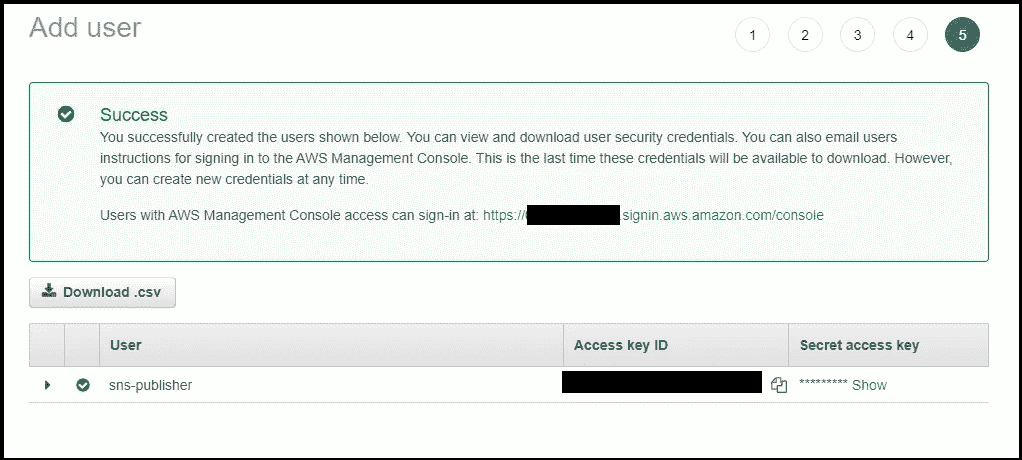 Add user
1 2 3 4 5
Success
You successfully created the users shown below. You can view and download user security credentials. You can also email users
instructions for signing in to the AWS Management Console. This is the last time these credentials will be available to download. However,
you can create new credentials at any time.
Users with AWS Management Console access can sign-in at: https:// .signin.aws.amazon.com/console
Download .csv
User Access key ID Secret access key
sns-publisher ********* Show